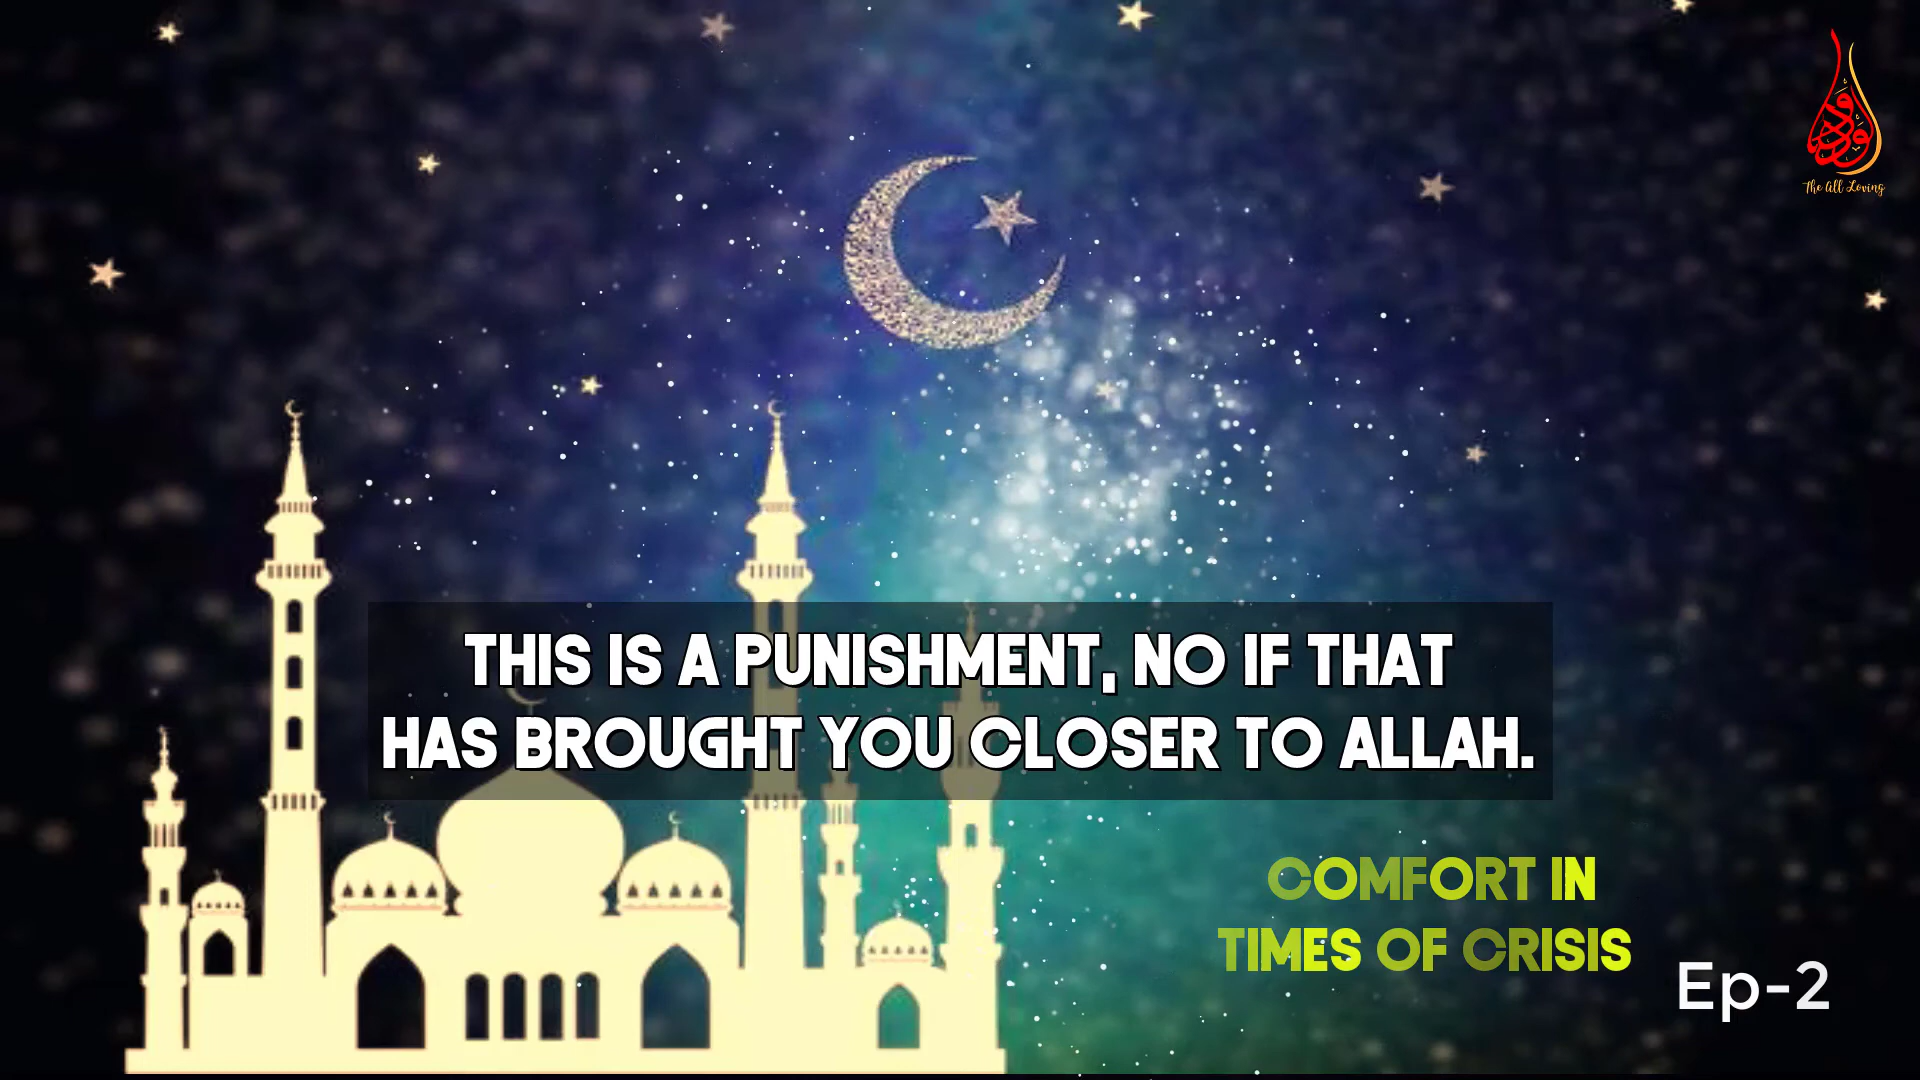 الودود
The All Loving
THIS IS A PUNISHMENT, NO IF THAT
HAS BROUGHT YOU CLOSER TO ALLAH.
COMFORT IN
TIMES OF CRISIS
Ep-2